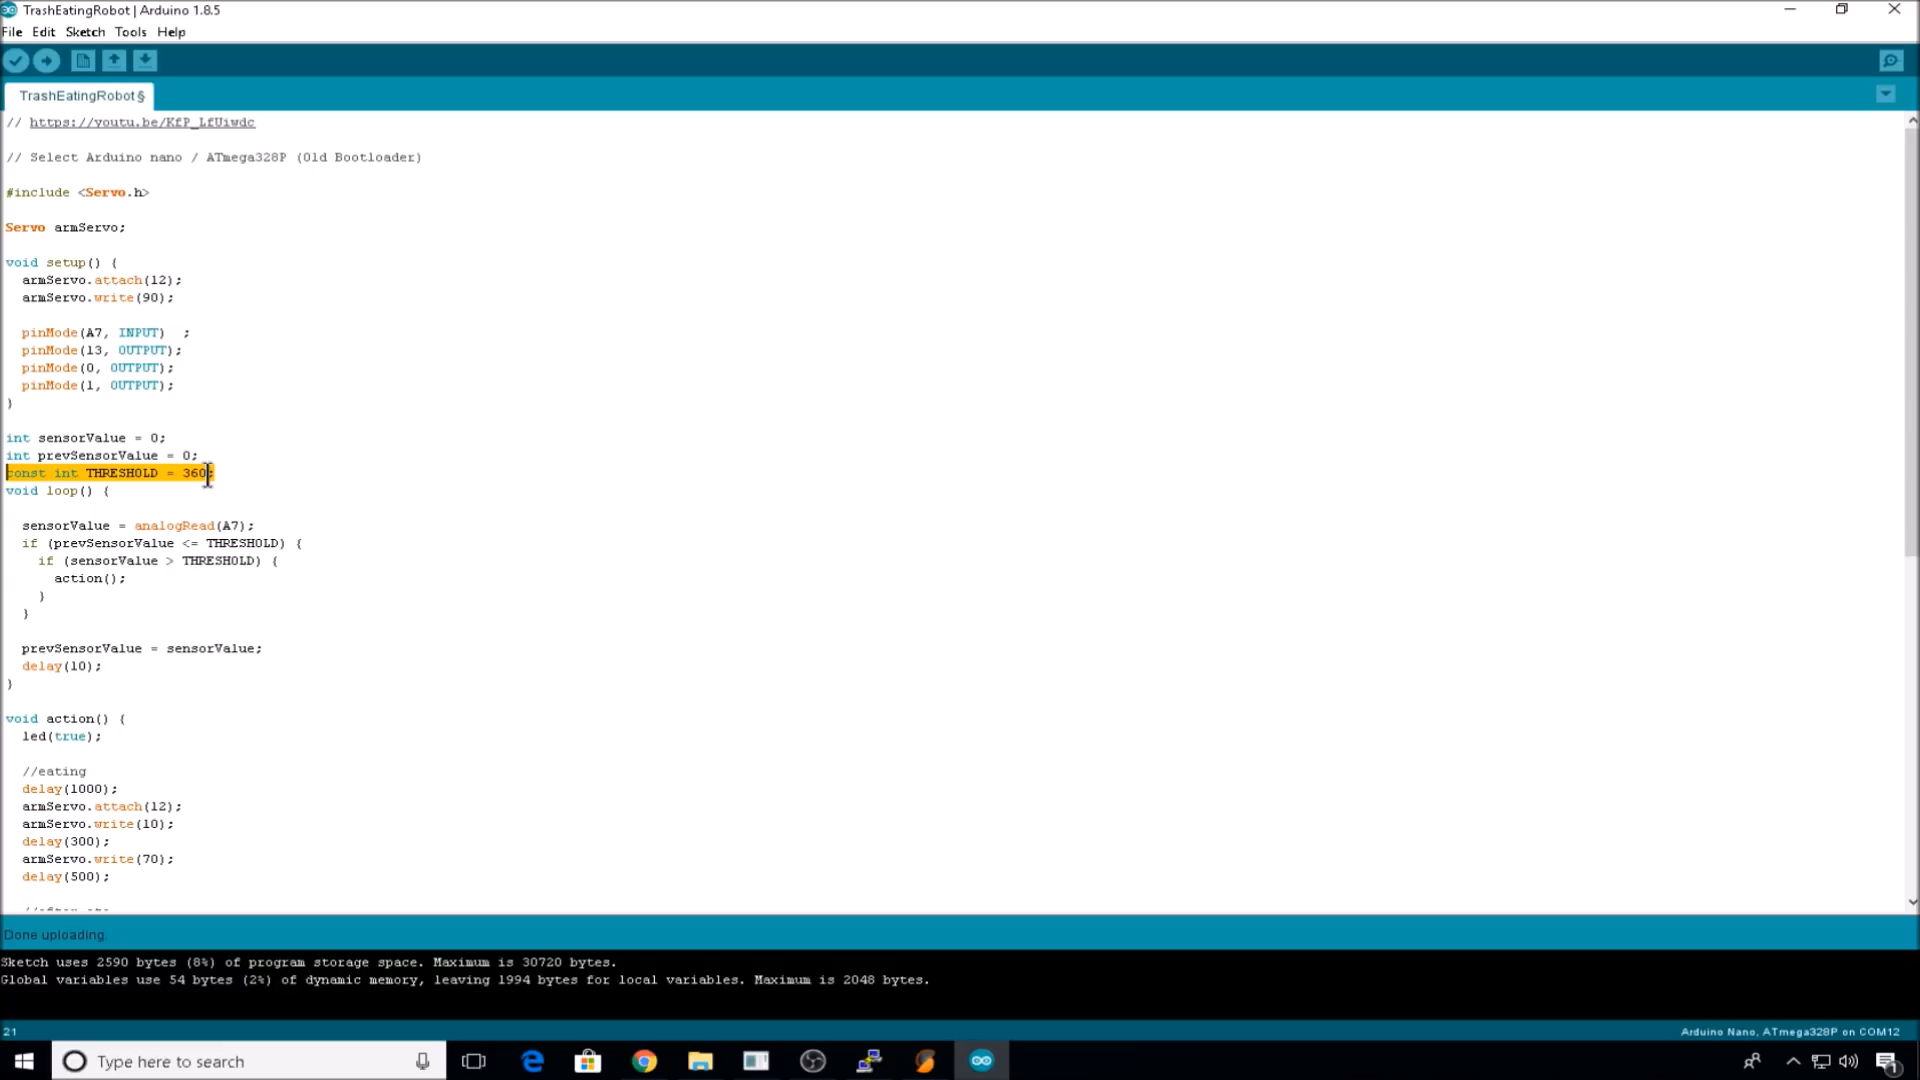 TrashEatingRobot | Arduino 1.8.5
File Edit Sketch Tools Help
TrashEatingRobot §
// https://youtu.be/KfP_LfUiwdc
// Select Arduino nano / ATmega328P (Old Bootloader)
#include <Servo.h>
Servo armServo;
void setup() {
armServo.attach(12);
armServo.write(90);
pinMode(A7, INPUT)  ;
pinMode(13, OUTPUT);
pinMode(0, OUTPUT);
pinMode(1, OUTPUT);
}
int sensorValue = 0;
int prevSensorValue = 0;
const int THRESHOLD = 360;
void loop() {
sensorValue = analogRead(A7);
if (prevSensorValue <= THRESHOLD) {
if (sensorValue > THRESHOLD) {
action();
}
}
prevSensorValue = sensorValue;
delay(10);
}
void action() {
led(true);
//eating
delay(1000);
armServo.attach(12);
armServo.write(10);
delay(300);
armServo.write(70);
delay(500);
Done uploading.
Sketch uses 2590 bytes (8%) of program storage space. Maximum is 30720 bytes.
Global variables use 54 bytes (2%) of dynamic memory, leaving 1994 bytes for local variables. Maximum is 2048 bytes.
21
Arduino Nano, ATmega328P on COM12
Type here to search
1